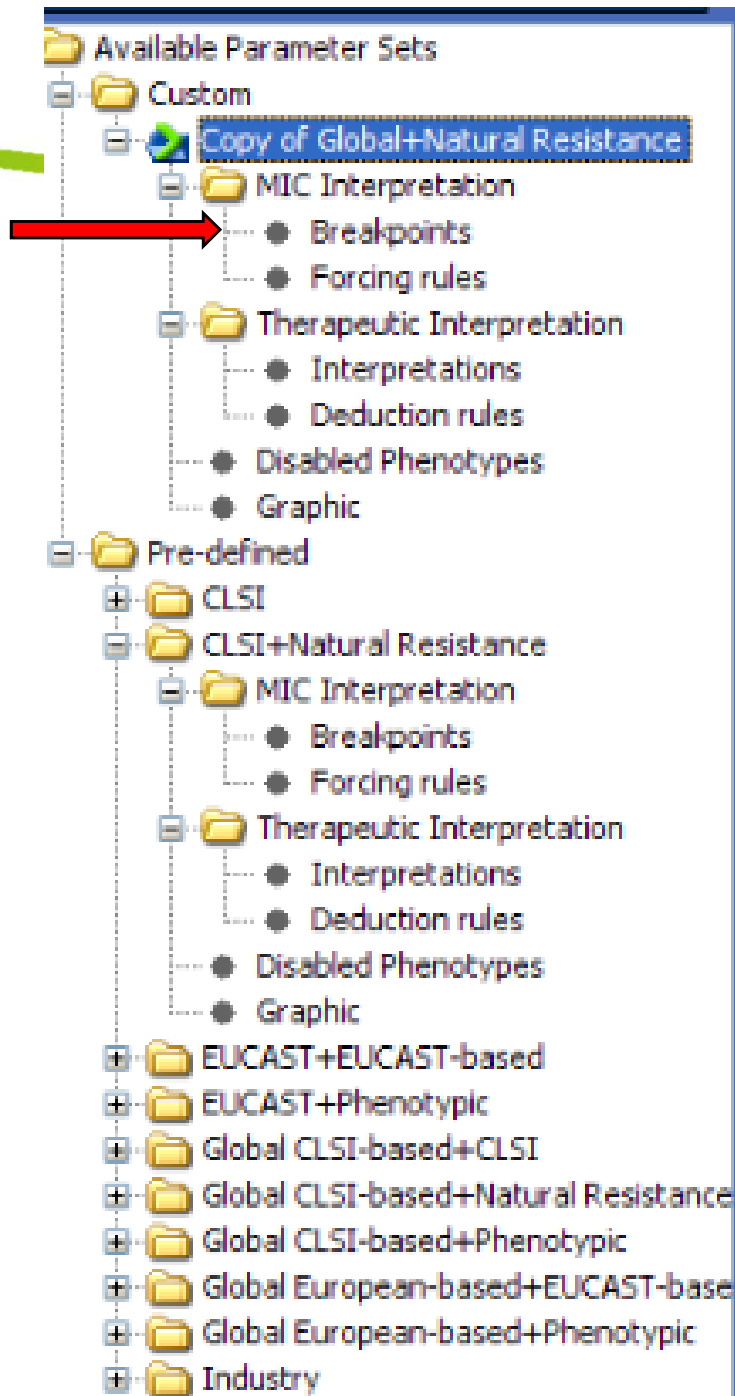 Available Parameter Sets
Custom
Copy of Global+Natural Resistance
MIC Interpretation
Breakpoints
Forcing rules
Therapeutic Interpretation
Interpretations
Deduction rules
Disabled Phenotypes
Graphic
Pre-defined
CLSI
CLSI+Natural Resistance
MIC Interpretation
Breakpoints
Forcing rules
Therapeutic Interpretation
Interpretations
Deduction rules
Disabled Phenotypes
Graphic
EUCAST+EUCAST-based
EUCAST+Phenotypic
Global CLSI-based+CLSI
Global CLSI-based+Natural Resistance
Global CLSI-based+Phenotypic
Global European-based+EUCAST-base
Global European-based+Phenotypic
Industry